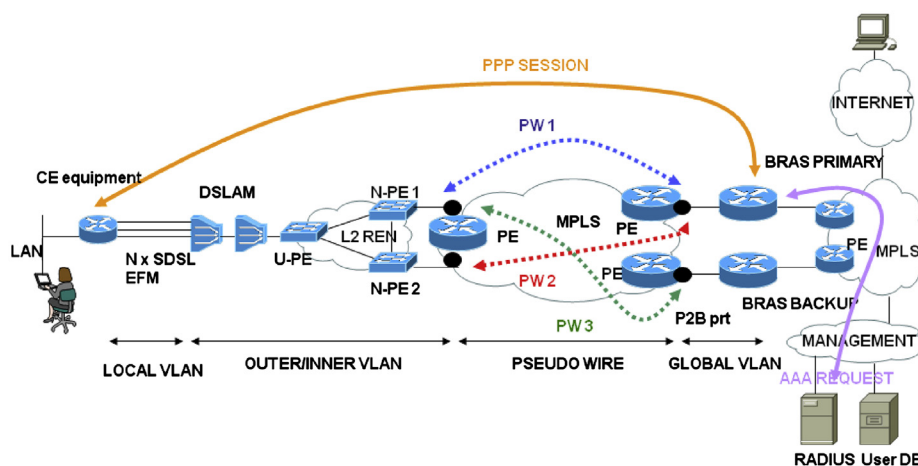 PPP SESSION
INTERNET
PW 1
BRAS PRIMARY
CE equipment
DSLAM
N-PE 1
MPLS
PE
PE
LAN
L2 REN
U-PE
PE
PE
MPLS
N x SDSL
EFM
N-PE 2
PW 2
BRAS BACKUP
PW 3
P2B prt
MANAGEMENT
LOCAL VLAN
OUTER/INNER VLAN
PSEUDO WIRE
GLOBAL VLAN
AAA REQUEST
RADIUS
User DB